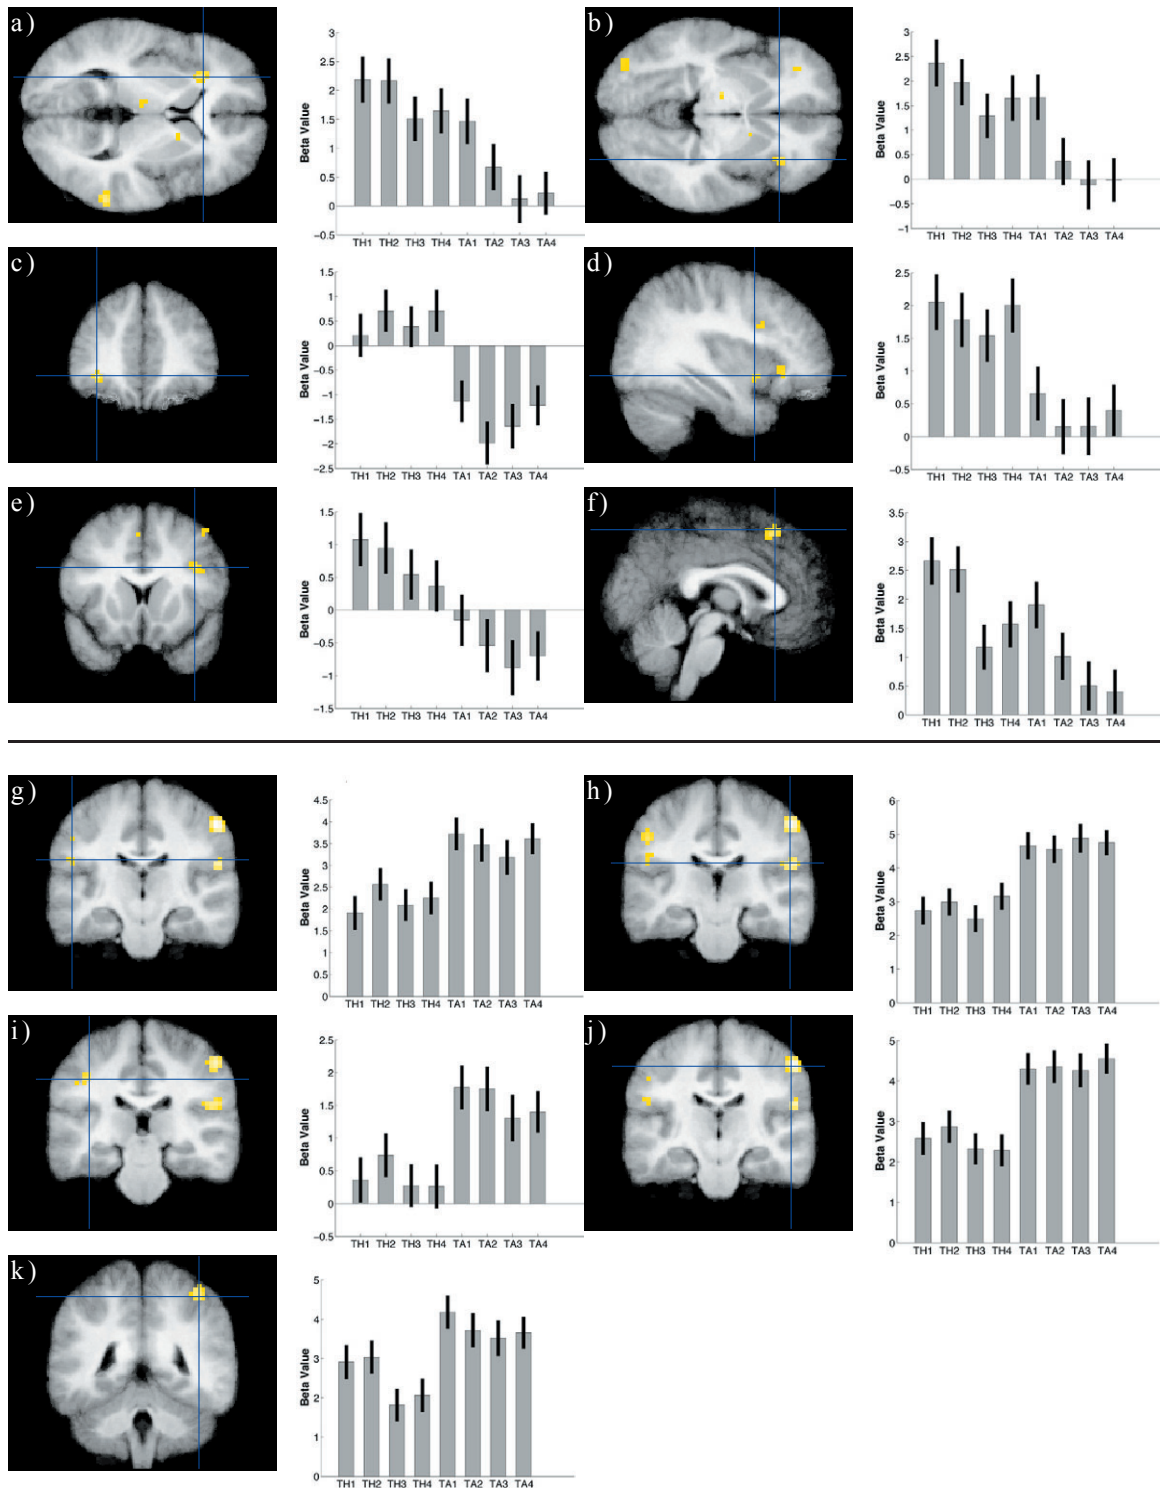 a)
3
2.5
2
1.5
1
0.5
0
−0.5
Beta Value
TH1 TH2 TH3 TH4 TA1 TA2 TA3 TA4
b)
3
2.5
2
1.5
1
0.5
0
−0.5
−1
Beta Value
TH1 TH2 TH3 TH4 TA1 TA2 TA3 TA4
c)
1.5
1
0.5
0
−0.5
−1
−1.5
−2
−2.5
Beta Value
TH1 TH2 TH3 TH4 TA1 TA2 TA3 TA4
d)
2.5
2
1.5
1
0.5
0
−0.5
Beta Value
TH1 TH2 TH3 TH4 TA1 TA2 TA3 TA4
e)
1.5
1
0.5
0
−0.5
−1
−1.5
Beta Value
TH1 TH2 TH3 TH4 TA1 TA2 TA3 TA4
f)
3.5
3
2.5
2
1.5
1
0.5
0
Beta Value
TH1 TH2 TH3 TH4 TA1 TA2 TA3 TA4
g)
4.5
4
3.5
3
2.5
2
1.5
1
0.5
0
Beta Value
TH1 TH2 TH3 TH4 TA1 TA2 TA3 TA4
h)
6
5
4
3
2
1
0
Beta Value
TH1 TH2 TH3 TH4 TA1 TA2 TA3 TA4
i)
2.5
2
1.5
1
0.5
0
−0.5
Beta Value
TH1 TH2 TH3 TH4 TA1 TA2 TA3 TA4
j)
5
4
3
2
1
0
Beta Value
TH1 TH2 TH3 TH4 TA1 TA2 TA3 TA4
k)
5
4
3
2
1
0
Beta Value
TH1 TH2 TH3 TH4 TA1 TA2 TA3 TA4